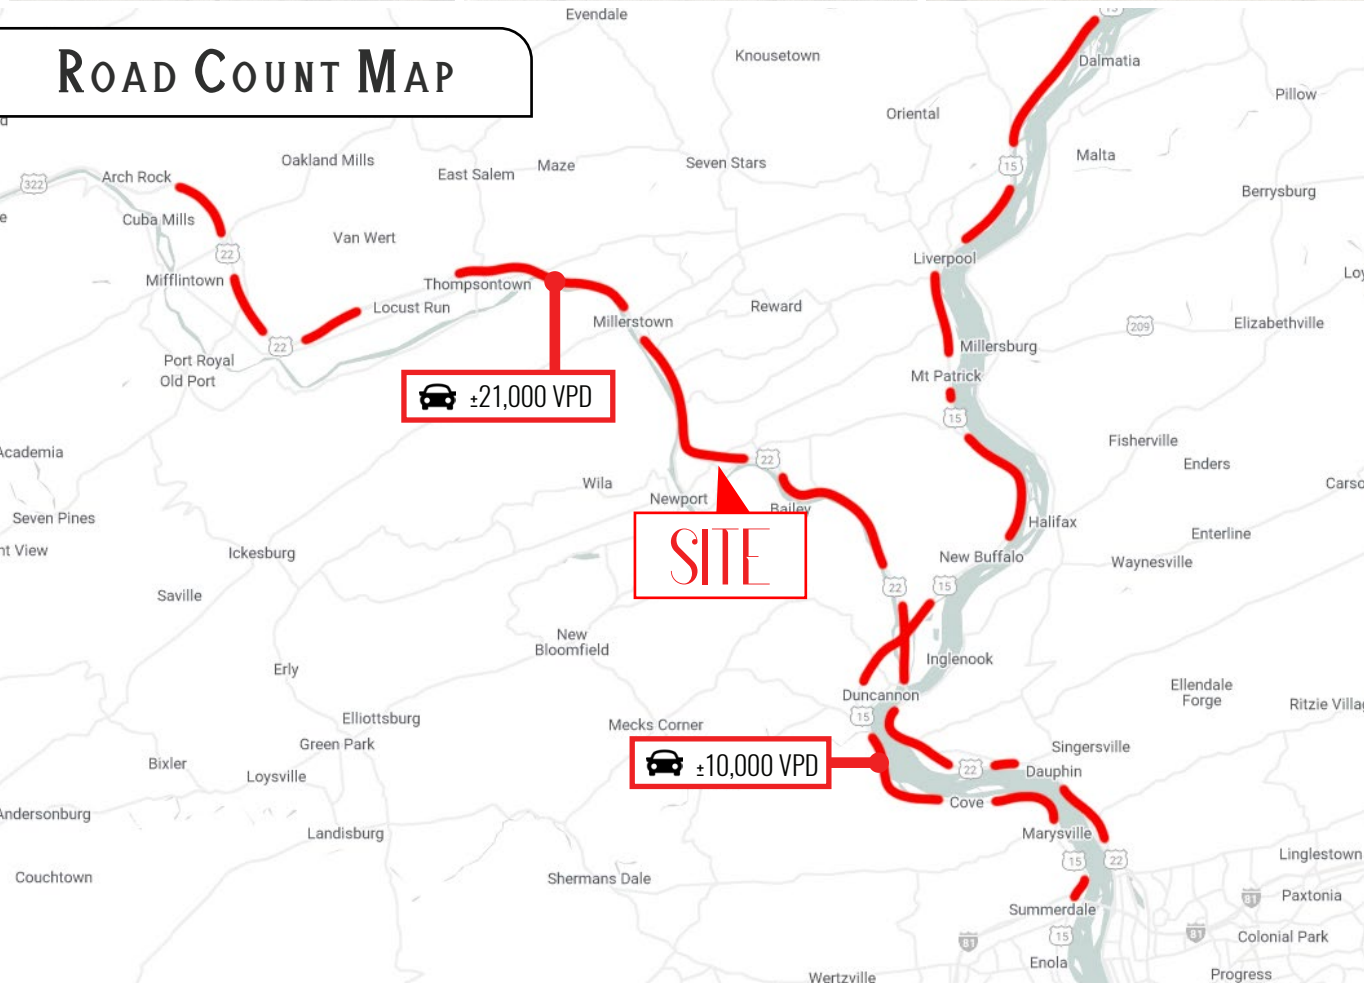 Evendale
15
ROAD COUNT MAP
Knousetown
Dalmatia
Pillow
Oriental
Oakland Mills
Maze
Seven Stars
Malta
15
322
Arch Rock
East Salem
Berrysburg
Cuba Mills
Van Wert
22
Liverpool
Mifflintown
Thompsontown
Locust Run
Reward
Millerstown
209
Elizabethville
22
Millersburg
Port Royal
Old Port
Mt Patrick
±21,000 VPD
15
Academia
Fisherville
22
Enders
Wila
Newport
Bailey
Seven Pines
SITE
Halifax
Enterline
nt View
Ickesburg
New Buffalo
Waynesville
22
15
Saville
New
Bloomfield
Erly
Inglenook
Duncannon
Ellendale
Forge
15
Elliottsburg
Mecks Corner
Green Park
Singersville
Bixler
±10,000 VPD
22
Dauphin
Loysville
Cove
Andersonburg
Landisburg
Marysville
15
22
Linglestown
Couchtown
Shermans Dale
81
Paxtonia
Summerdale
81
15
81
Colonial Park
Enola
Wertzville
Progress